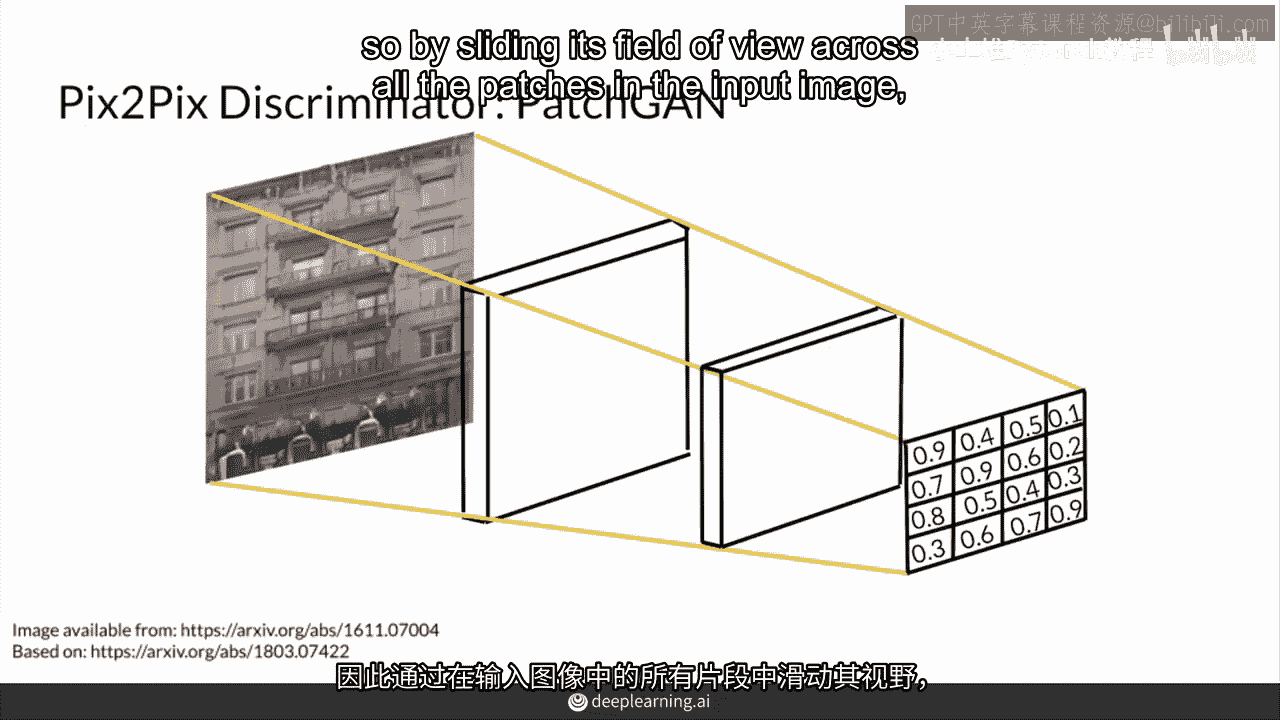 GPT中英字幕课程资源@bilibili.com
so by sliding its field of view across
all the patches in the input image,
Pix2Pix Discriminator: PatchGAN
0.9 0.4 0.5 0.1
0.7 0.9 0.6 0.2
0.8 0.5 0.4 0.3
0.3 0.6 0.7 0.9
Image available from: https://arxiv.org/abs/1611.07004
Based on: https://arxiv.org/abs/1803.07422
因此通过在输入图像中的所有片段中滑动其视野，
deeplearning.ai